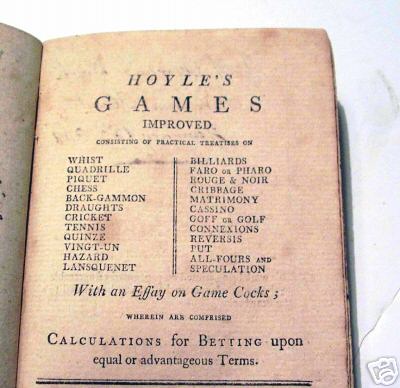 HOYLE'S
GAMES
IMPROVED
CONSISTING OF PRACTICAL TREATISES ON
WHIST
QUADRILLE
PIQUET
CHESS
BACK-GAMMON
DRAUGHTS
CRICKET
TENNIS
QUINZE
VINGT-UN
HAZARD
LANSQUENET
BILLIARDS
FARO OR PHARO
ROUGE & NOIR
CRIBBAGE
MATRIMONY
CASSINO
GOFF OR GOLF
CONNEXIONS
REVERSIS
PUT
ALL-FOURS AND
SPECULATION
With an Eſſay on Game Cocks;
WHEREIN ARE COMPRISED
CALCULATIONS for BETTING upon
equal or advantageous Terms.